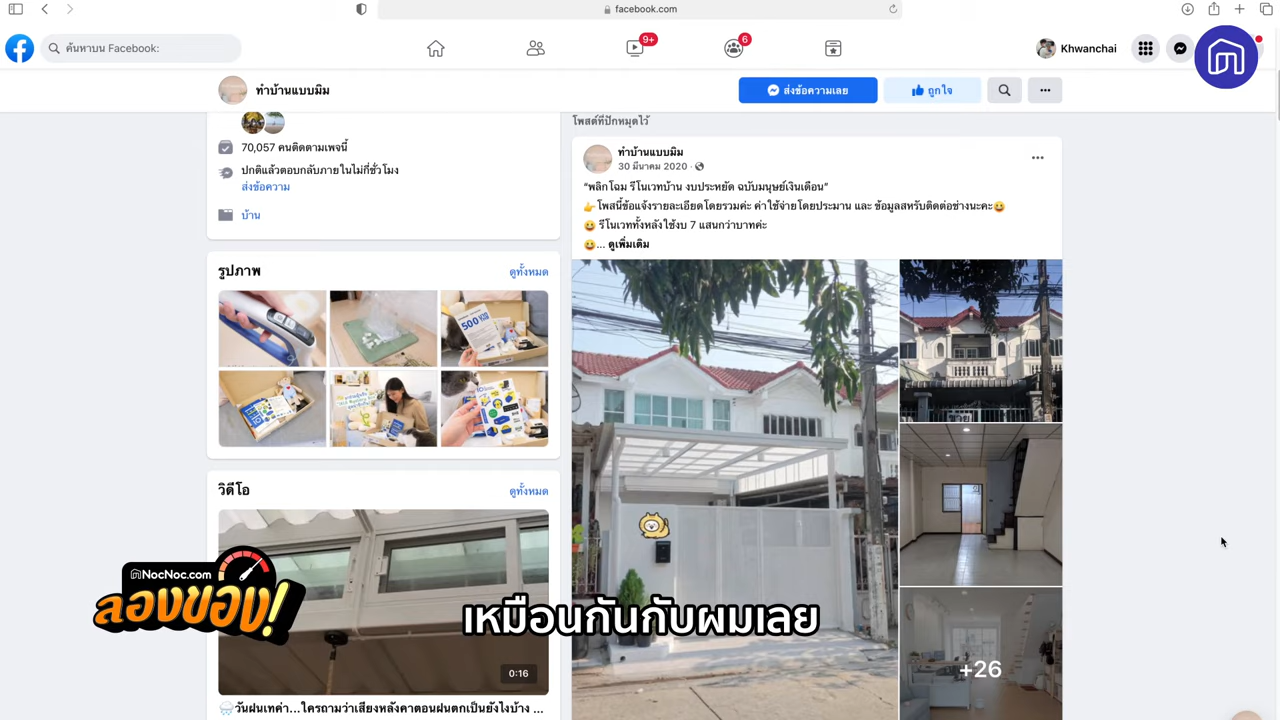 facebook.com
ค้นหาบน Facebook:
9+
6
Khwanchai
ทำบ้านแบบมิม
ส่งข้อความเลย
ถูกใจ
70,057 คนติดตามเพจนี้
ปกติแล้วตอบกลับภายในไม่กี่ชั่วโมง
ส่งข้อความ
บ้าน
รูปภาพ
ดูทั้งหมด
500
วิดีโอ
ดูทั้งหมด
0:16
วันฝนเทค่า...ใครถามว่าเสียงหลังคาตอนฝนตกเป็นยังไงบ้าง ...
โพสต์ที่ปักหมุดไว้
ทำบ้านแบบมิม
30 มีนาคม 2020
“พลิกโฉม รีโนเวทบ้าน งบประหยัด ฉบับมนุษย์เงินเดือน”
โพสนี้ข้อแจ้งรายละเอียดโดยรวมค่ะ ค่าใช้จ่ายโดยประมาน และ ข้อมูลสหรับติดต่อช่างนะคะ
รีโนเวททั้งหลังใช้งบ 7 แสนกว่าบาทค่ะ
... ดูเพิ่มเติม
ขาย
+26
NocNoc.com
ลองของ!
เหมือนกันกับผมเลย